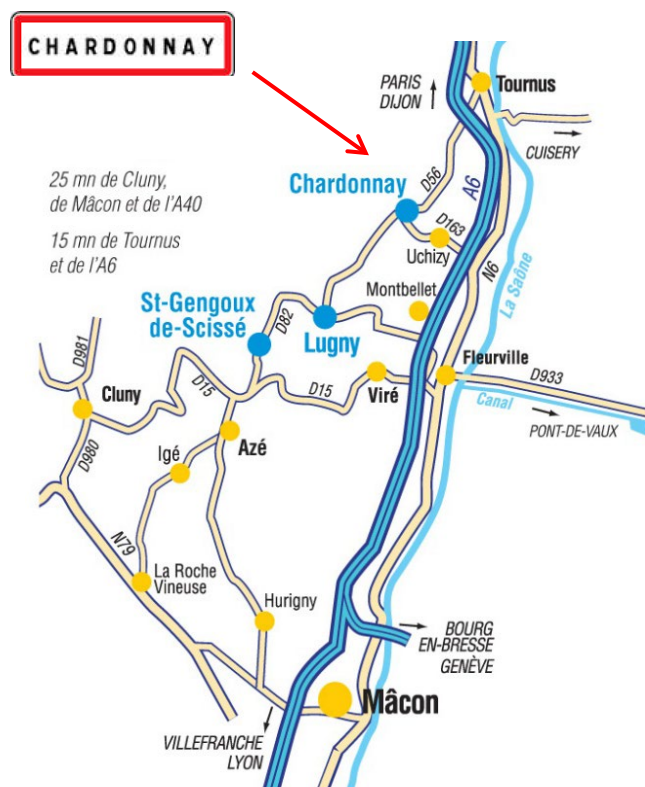 CHARDONNAY
PARIS
DIJON
Tournus
CUISERY
25 mn de Cluny,
de Mâcon et de l'A40
15 mn de Tournus
et de l'A6
Chardonnay
D56
A6
D163
Uchizy
N6
La Saône
Montbellet
St-Gengoux
de-Scissé
D82
Lugny
D981
Cluny
D15
D15
Viré
Fleurville
D933
Canal
PONT-DE-VAUX
D980
Igé
Azé
N79
La Roche
Vineuse
Hurigny
BOURG
EN-BRESSE
GENÈVE
Mâcon
VILLEFRANCHE
LYON